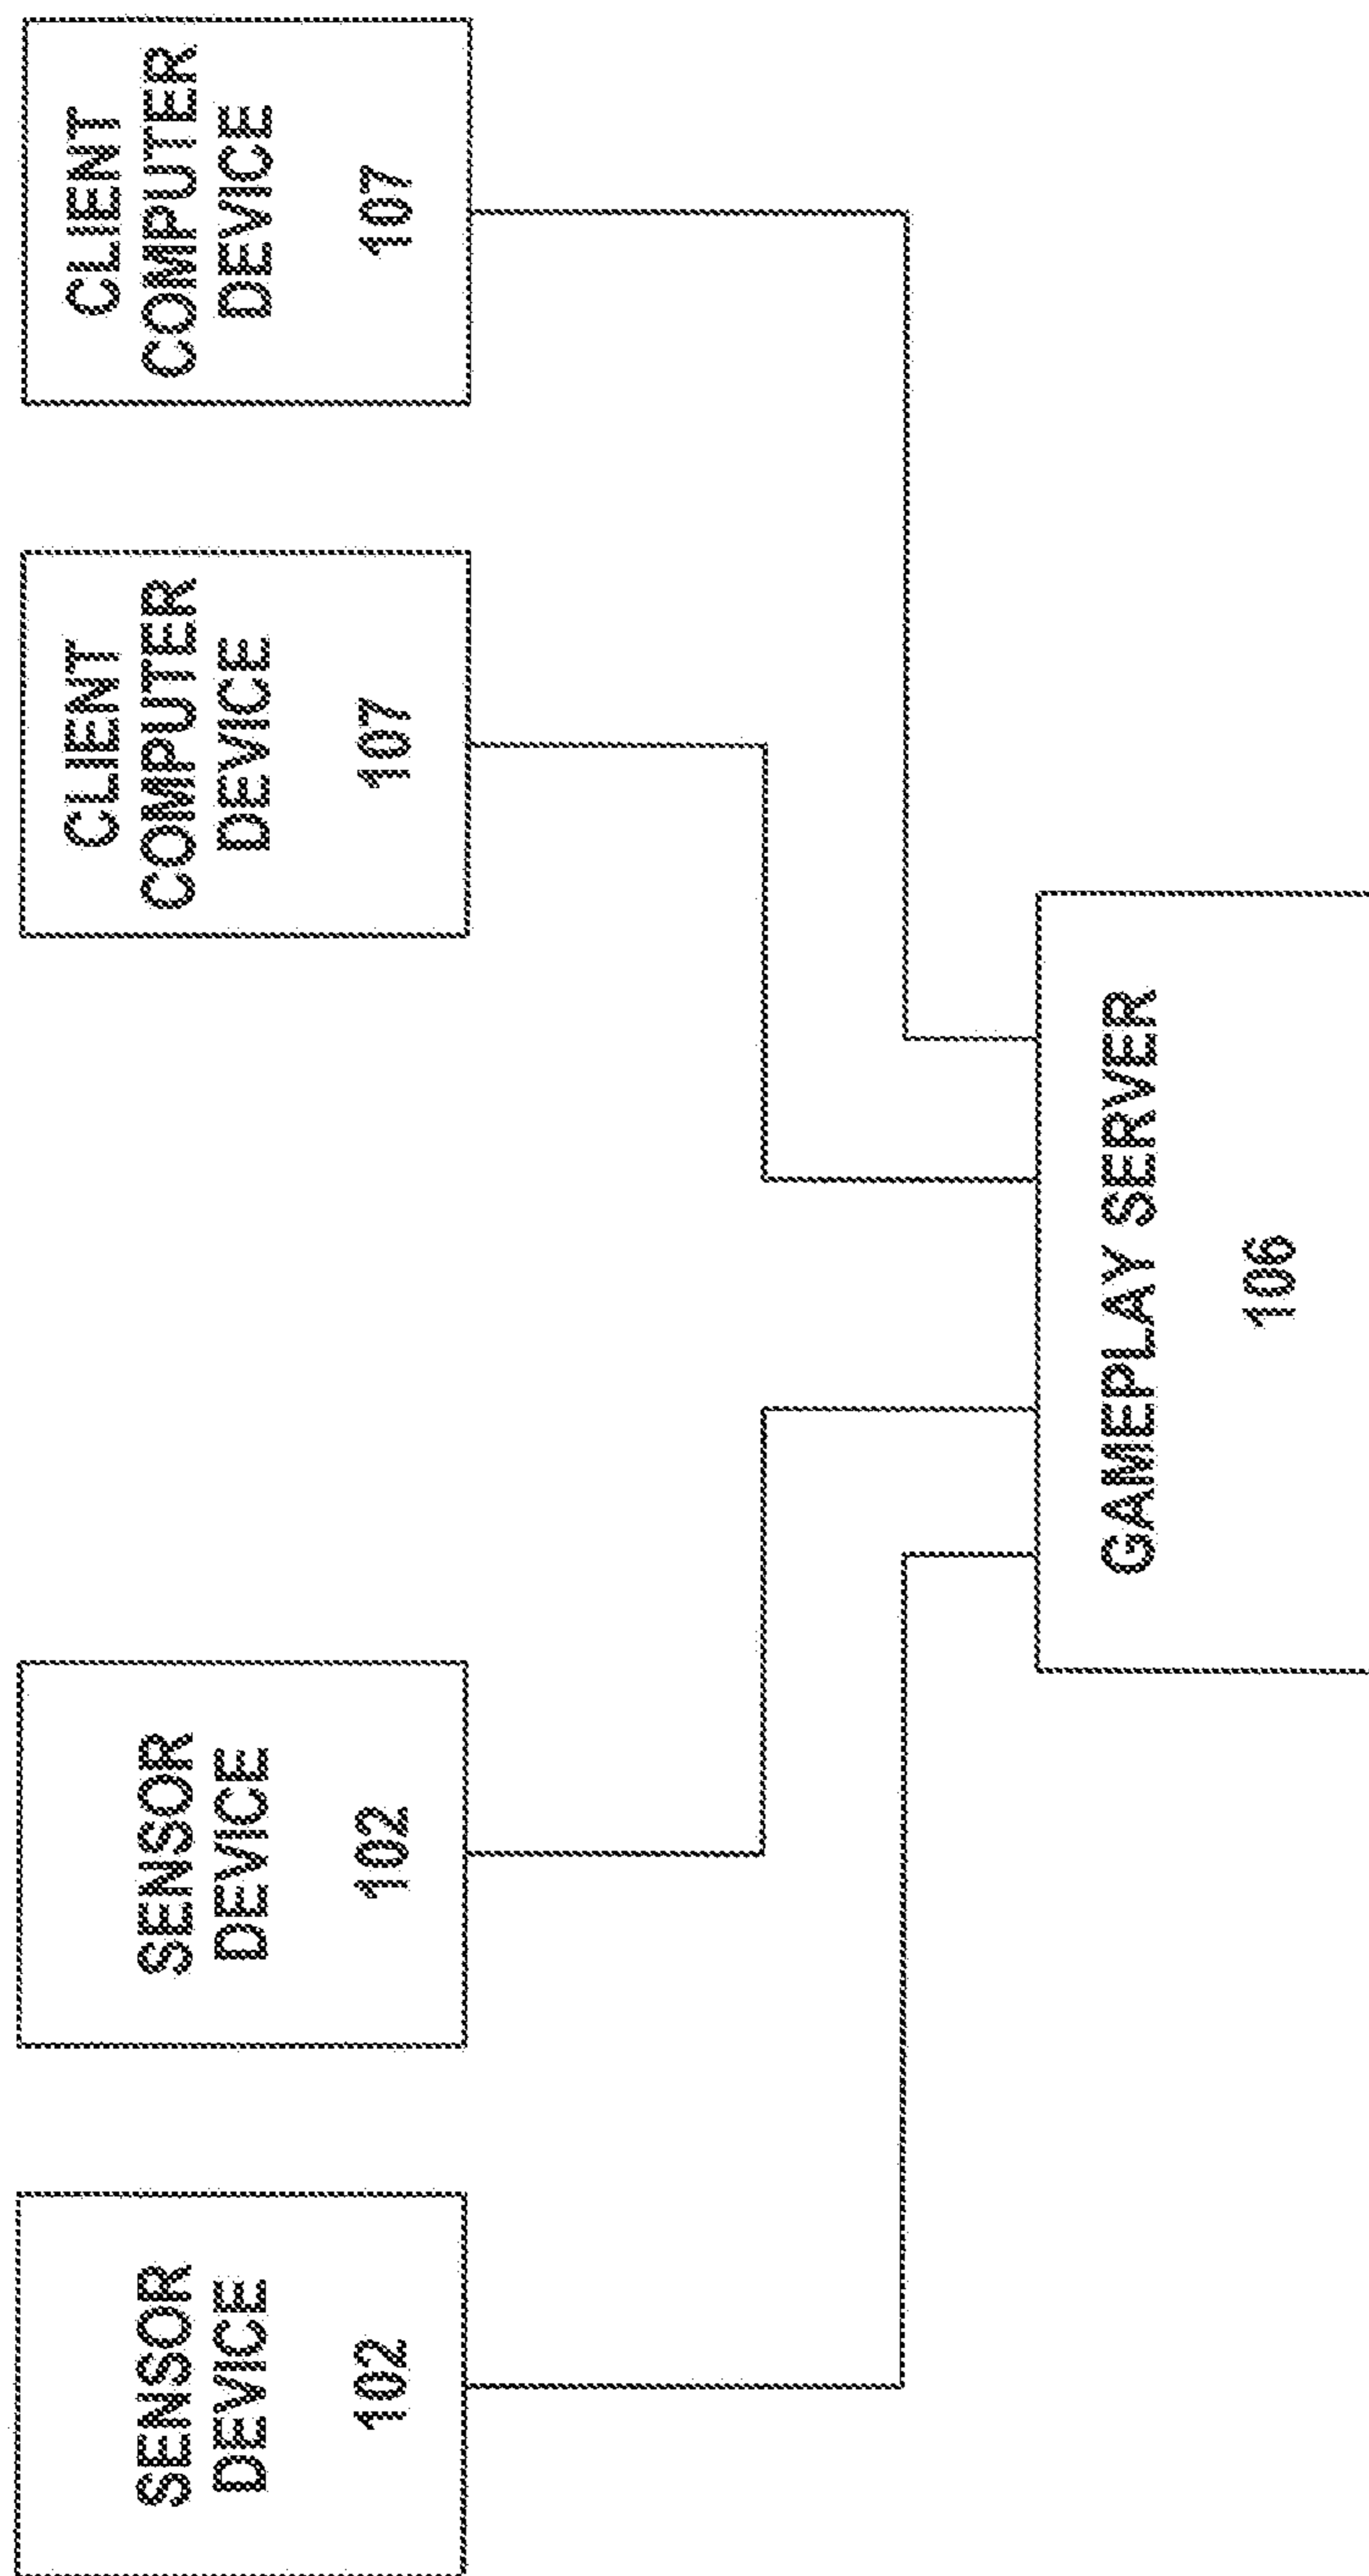 SENSOR
DEVICE
102
SENSOR
DEVICE
102
CLIENT
COMPUTER
DEVICE
107
CLIENT
COMPUTER
DEVICE
107
GAMEPLAY SERVER
106